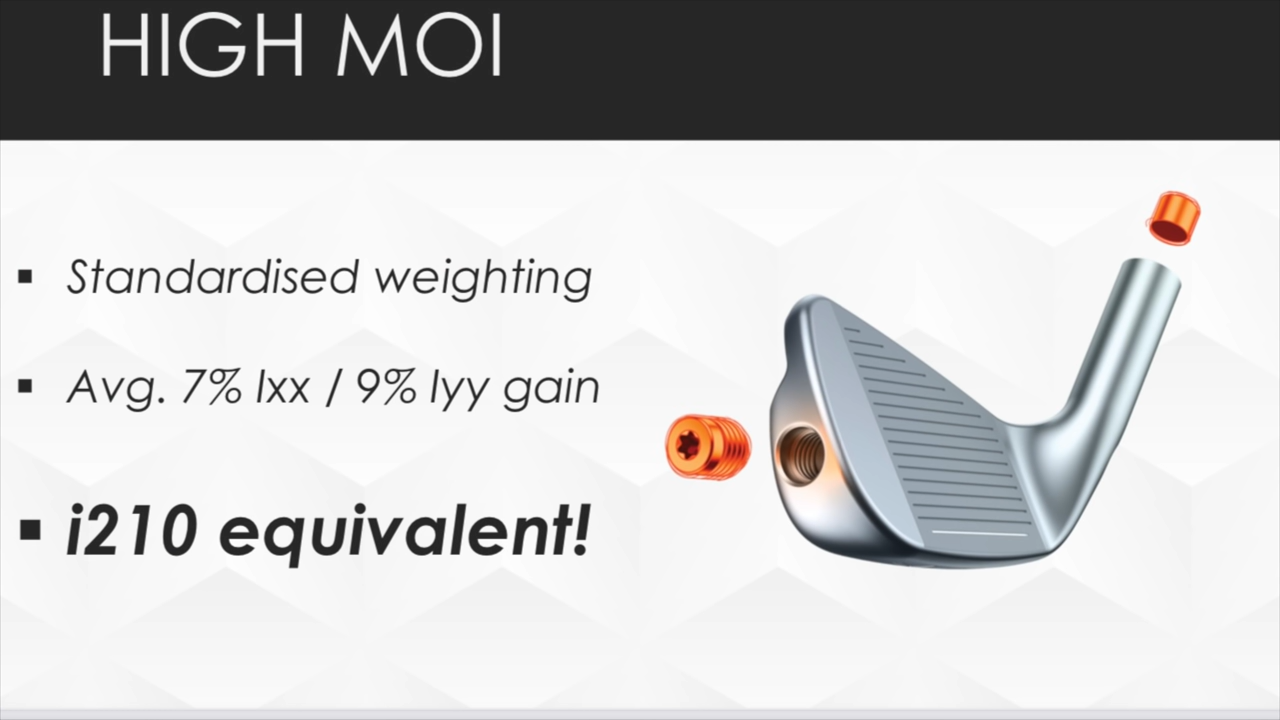 HIGH MOI
▪ Standardised weighting
▪ Avg. 7% Ixx / 9% Iyy gain
▪ i210 equivalent!